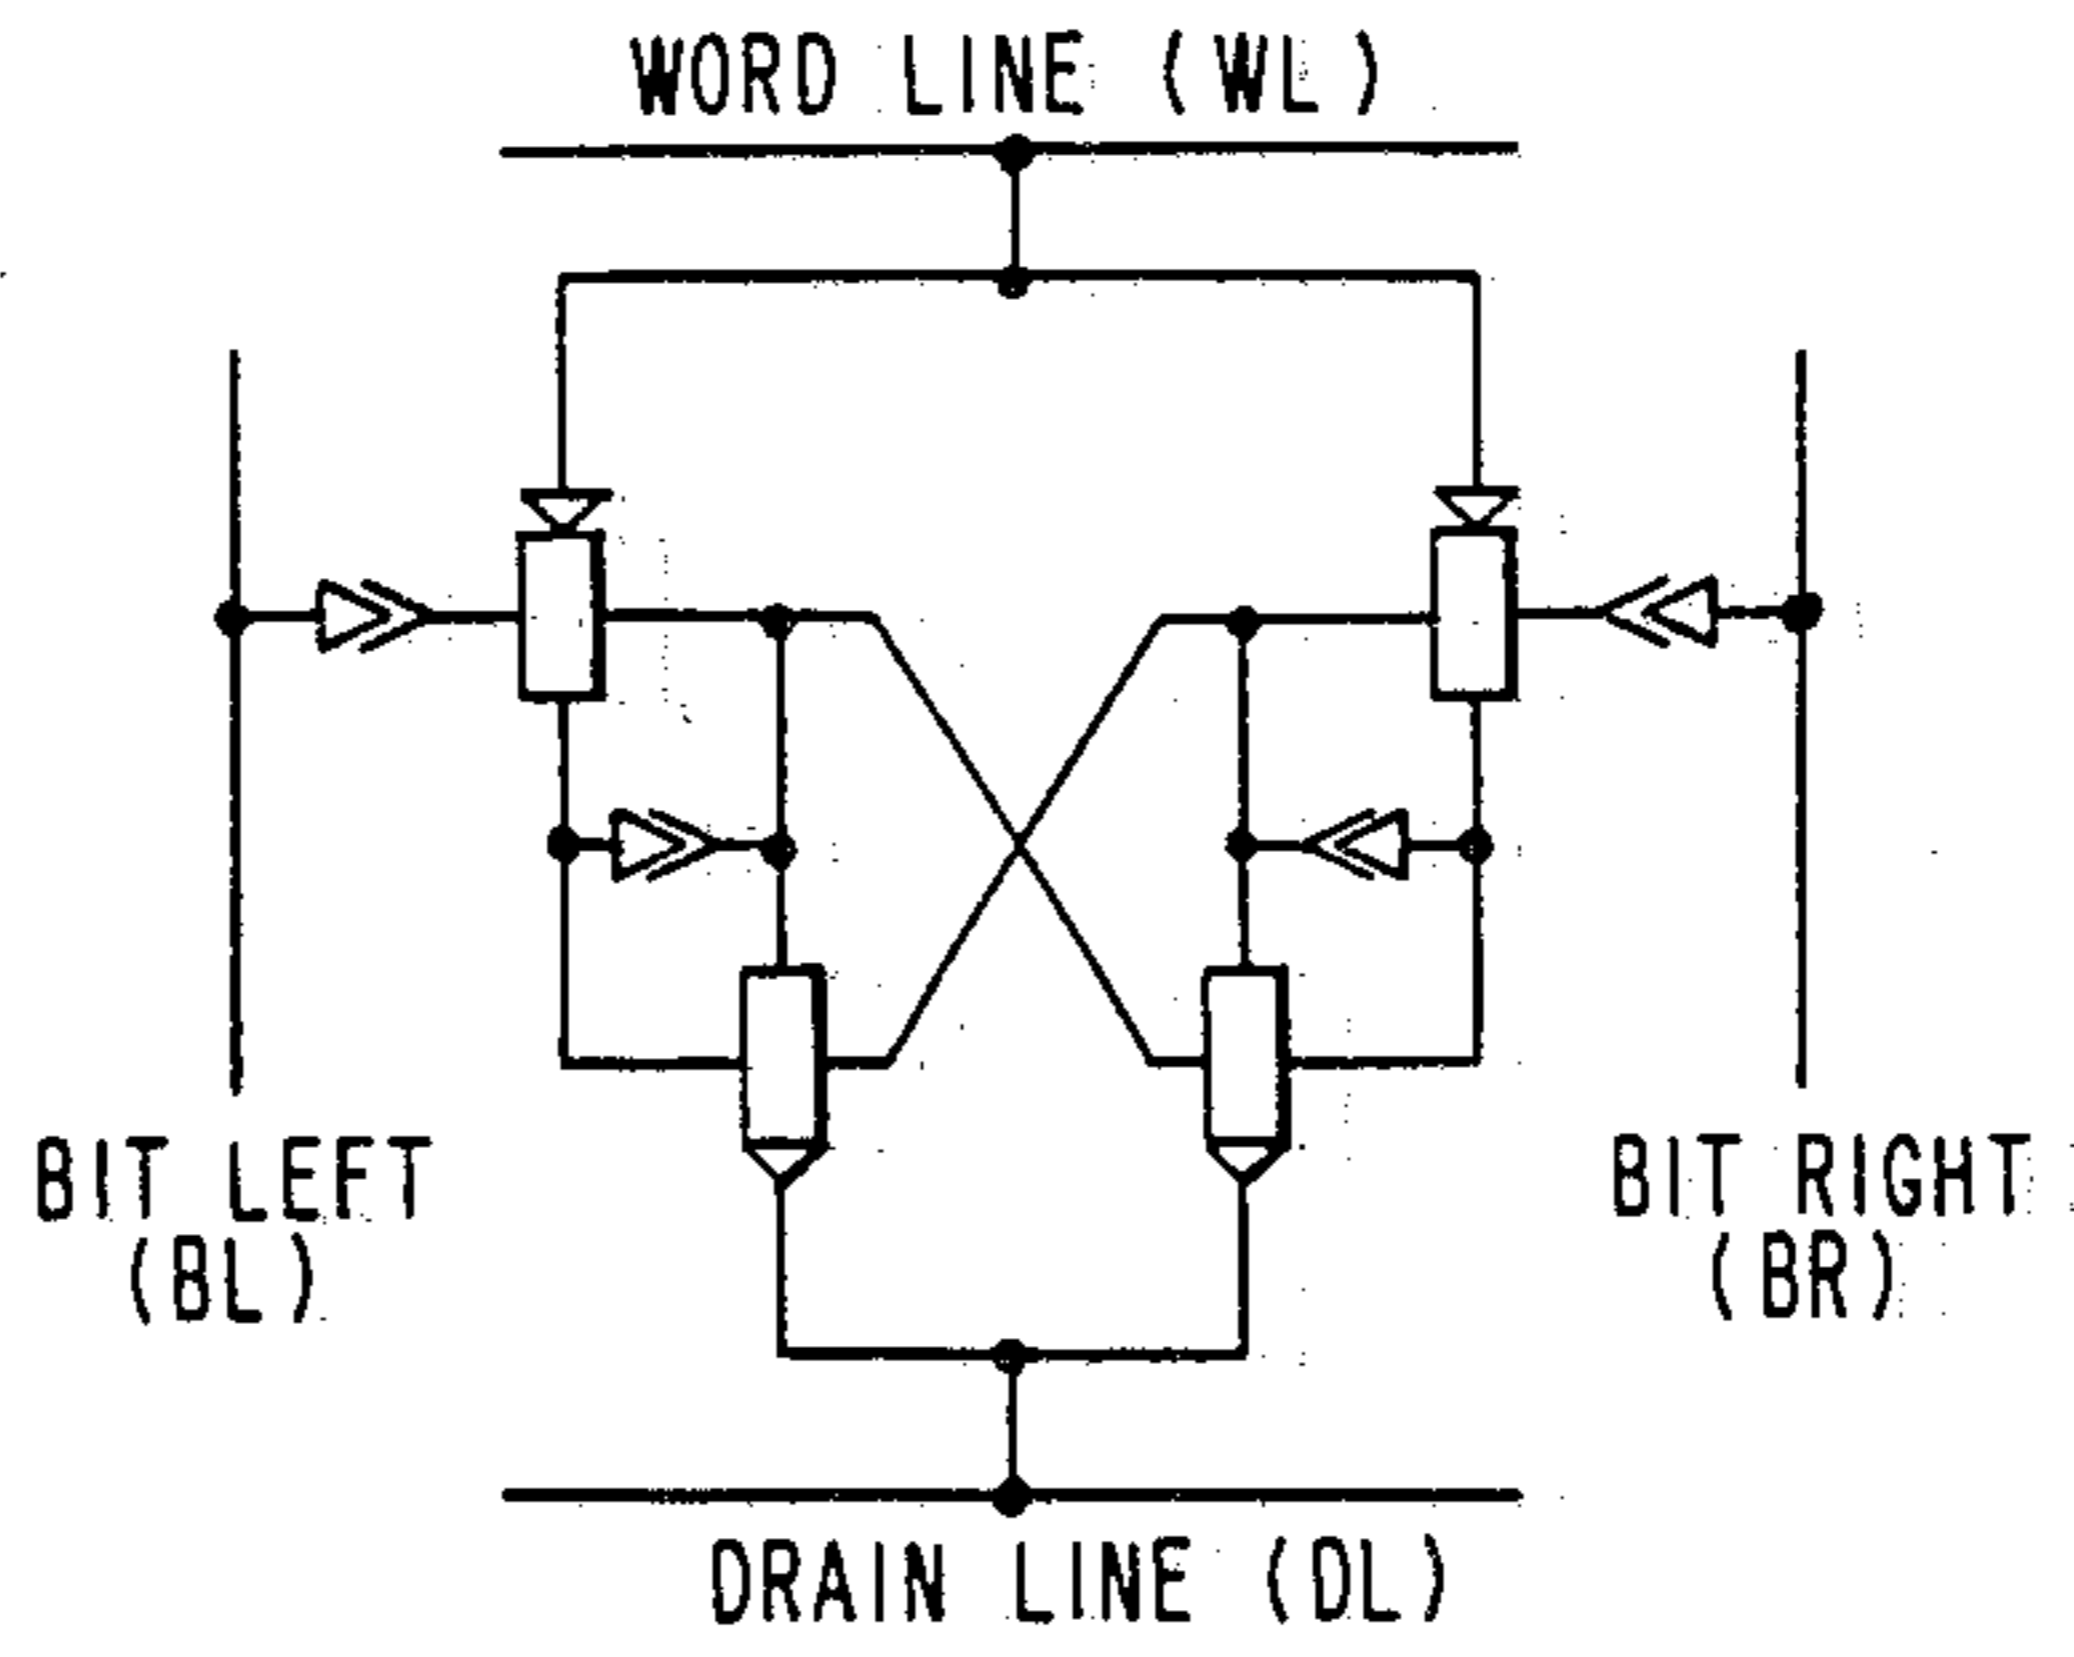 WORD LINE (WL)
BIT LEFT
(BL)
BIT RIGHT
(BR)
DRAIN LINE (DL)